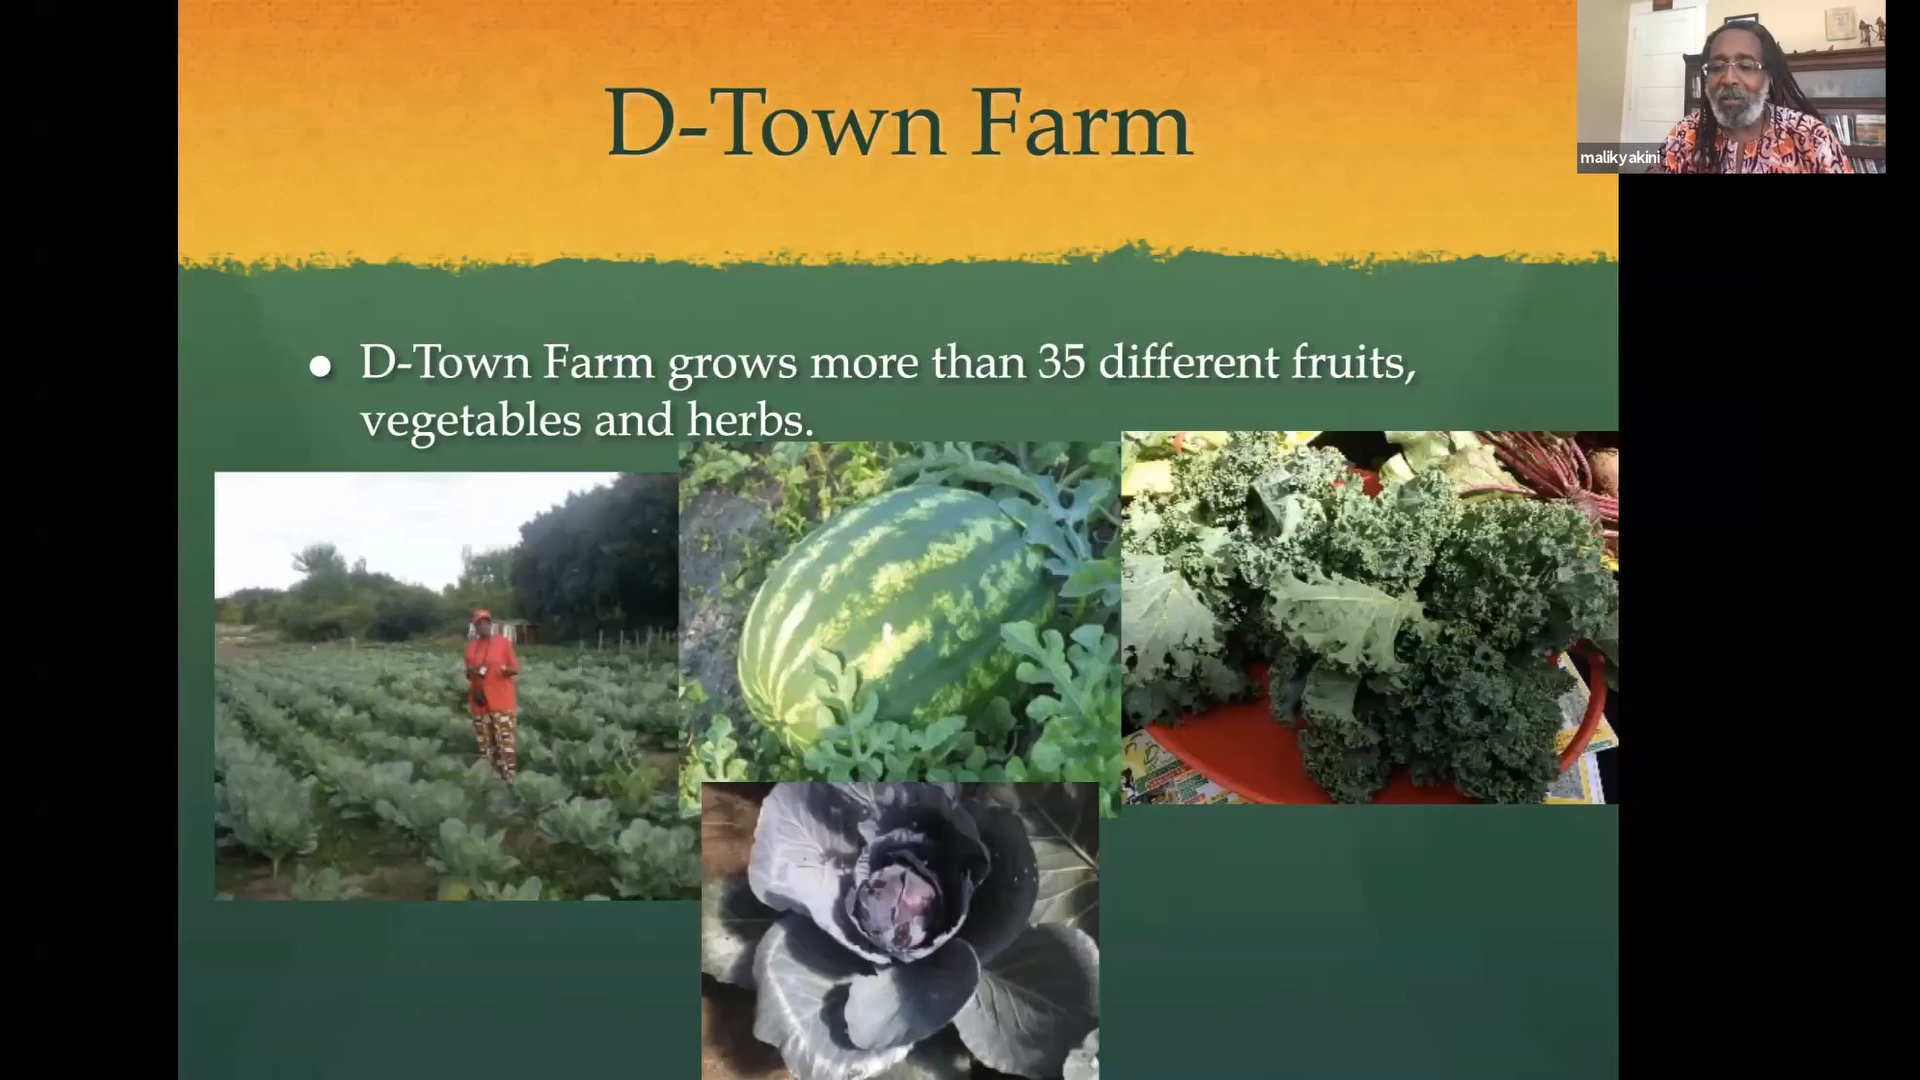 D-Town Farm
malikyakini
• D-Town Farm grows more than 35 different fruits,
vegetables and herbs.